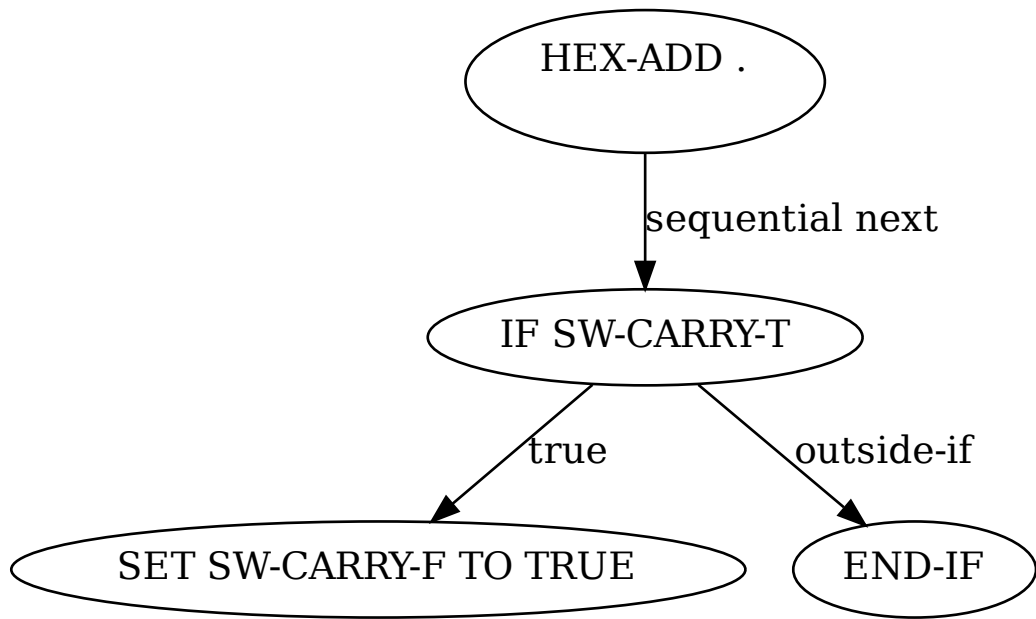 HEX-ADD .
sequential next
IF SW-CARRY-T
true
outside-if
SET SW-CARRY-F TO TRUE
END-IF